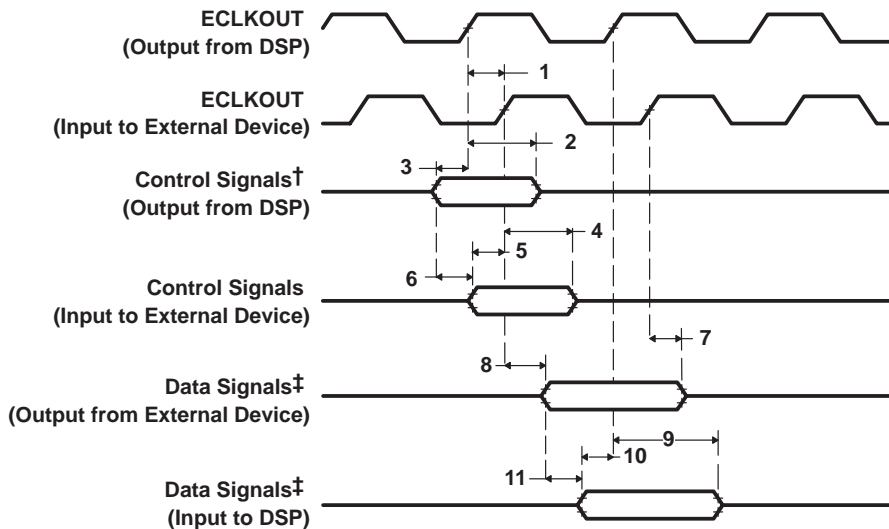 ECLKOUT
(Output from DSP)
1
ECLKOUT
(Input to External Device)
2
3
Control Signals†
(Output from DSP)
4
5
6
Control Signals
(Input to External Device)
7
8
Data Signals‡
(Output from External Device)
9
10
11
Data Signals‡
(Input to DSP)